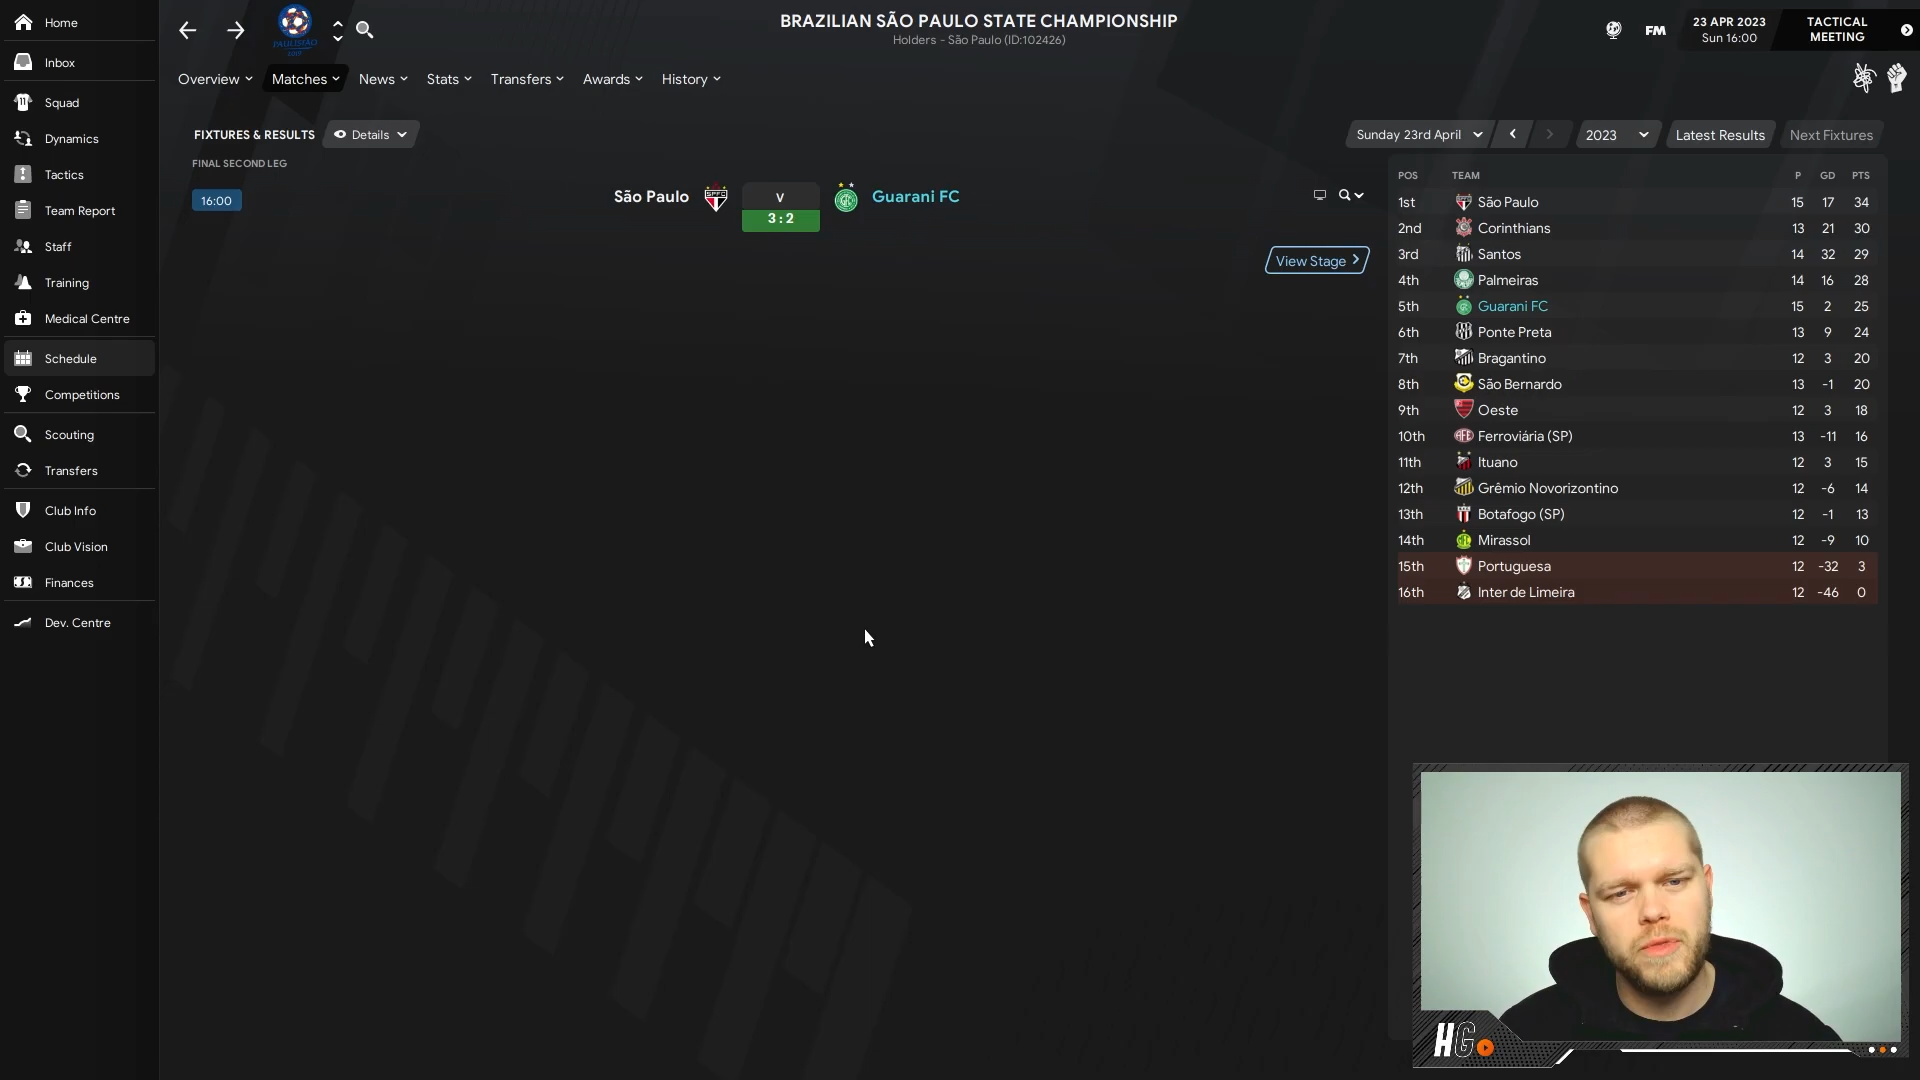 Home
Inbox
Squad
Dynamics
Tactics
Team Report
Staff
Training
Medical Centre
Schedule
Competitions
Scouting
Transfers
Club Info
Club Vision
Finances
Dev. Centre
BRAZILIAN SÃO PAULO STATE CHAMPIONSHIP
Holders - São Paulo (ID:102426)
FM
23 APR 2023
Sun 16:00
TACTICAL
MEETING
Overview
Matches
News
Stats
Transfers
Awards
History
FIXTURES & RESULTS
Details
Sunday 23rd April
2023
Latest Results
Next Fixtures
FINAL SECOND LEG
16:00
São Paulo
v
3 : 2
Guarani FC
View Stage
POS TEAM P GD PTS
1st São Paulo 15 17 34
2nd Corinthians 13 21 30
3rd Santos 14 32 29
4th Palmeiras 14 16 28
5th Guarani FC 15 2 25
6th Ponte Preta 13 9 24
7th Bragantino 12 3 20
8th São Bernardo 13 -1 20
9th Oeste 12 3 18
10th Ferroviária (SP) 13 -11 16
11th Ituano 12 3 15
12th Grêmio Novorizontino 12 -6 14
13th Botafogo (SP) 12 -1 13
14th Mirassol 12 -9 10
15th Portuguesa 12 -32 3
16th Inter de Limeira 12 -46 0
HG